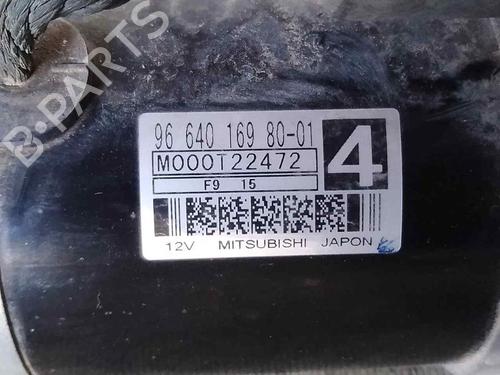 B-PARTS
96 640 169 80-01
M000T22472
4
F9 15
12V MITSUBISHI JAPON